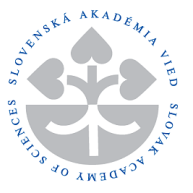 SLOVENSKÁ AKADÉMIA VIED
SLOVAK ACADEMY OF SCIENCES